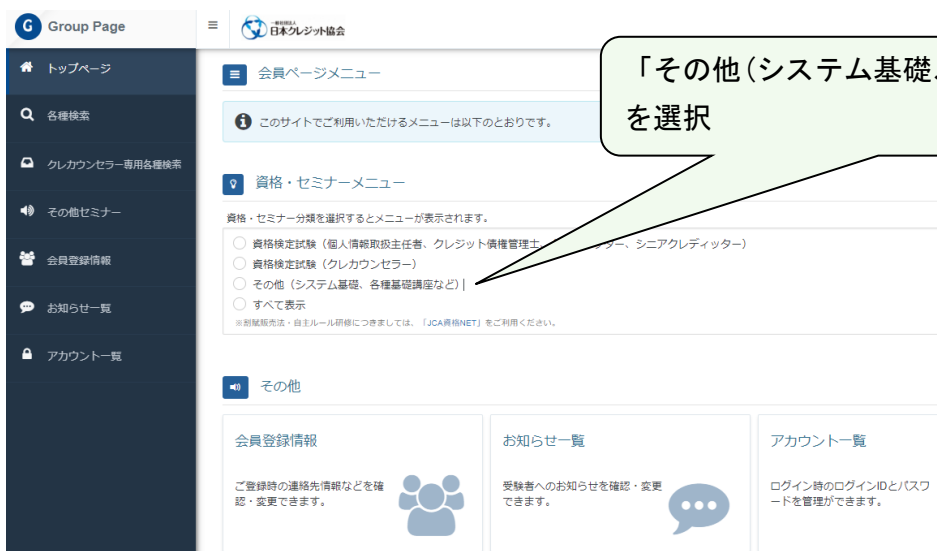 G Group Page
一般社団法人
日本クレジット協会
トップページ
各種検索
クレカウンセラー専用各種検索
その他セミナー
会員登録情報
お知らせ一覧
アカウント一覧
会員ページメニュー
このサイトでご利用いただけるメニューは以下のとおりです。
「その他(システム基礎、
を選択
資格・セミナーメニュー
資格・セミナー分類を選択するとメニューが表示されます。
資格検定試験(個人情報取扱主任者、クレジット債権管理士、
ター、シニアクレディッター)
資格検定試験(クレカウンセラー)
その他(システム基礎、各種基礎講座など)
すべて表示
※割賦販売法・自主ルール研修につきましては、「JCA資格NET」をご利用ください。
その他
会員登録情報
ご登録時の連絡先情報などを確
認・変更できます。
お知らせ一覧
受験者へのお知らせを確認・変更
できます。
アカウント一覧
ログイン時のログインIDとパスワ
ードを管理ができます。